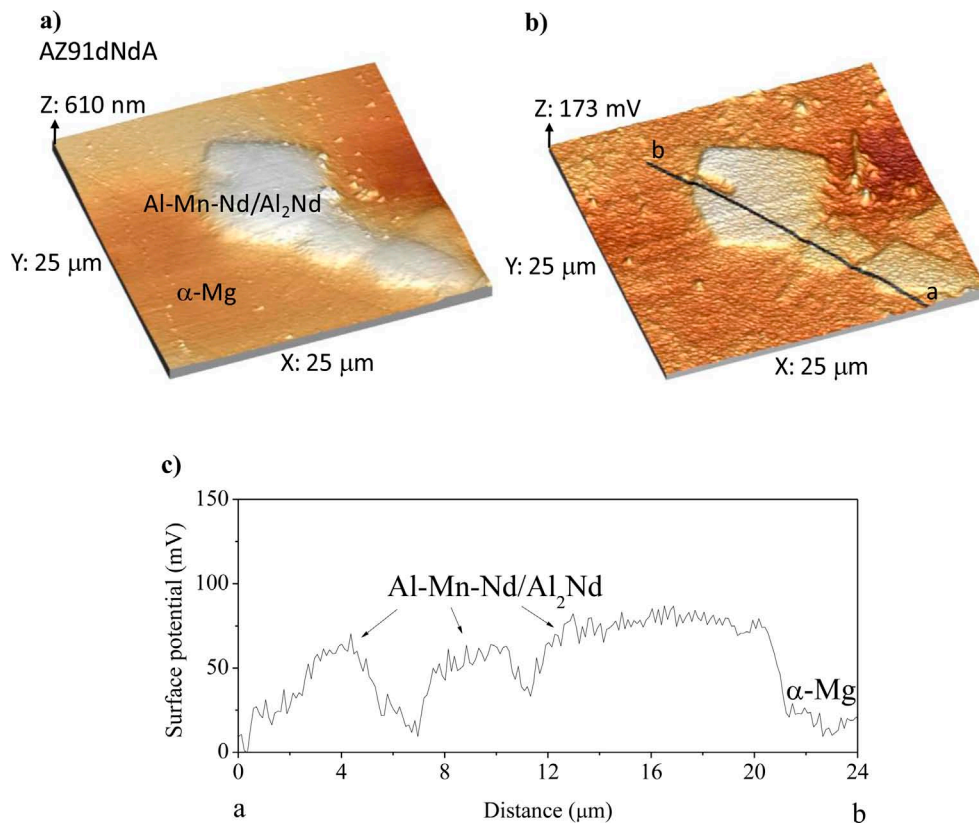 a)
AZ91dNdA
Z: 610 nm
Al-Mn-Nd/Al₂Nd
α-Mg
Y: 25 μm
X: 25 μm
b)
Z: 173 mV
b
a
Y: 25 μm
X: 25 μm
c)
150
100
50
0
Surface potential (mV)
Al-Mn-Nd/Al₂Nd
α-Mg
0 4 8 12 16 20 24
a Distance (μm) b